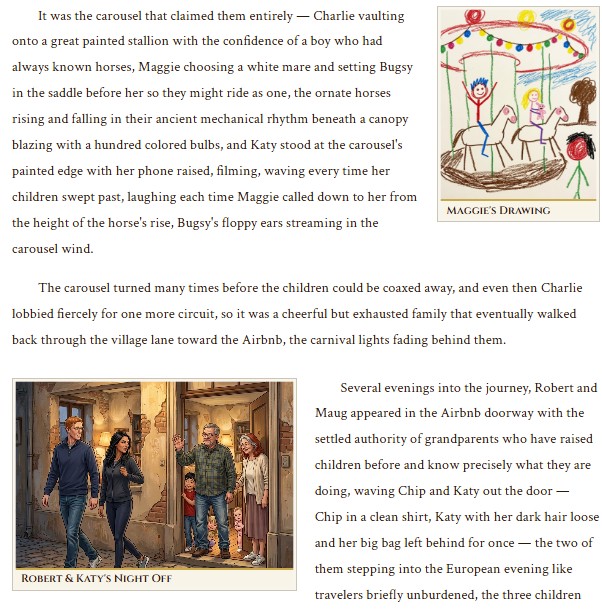 It was the carousel that claimed them entirely — Charlie vaulting
onto a great painted stallion with the confidence of a boy who had
always known horses, Maggie choosing a white mare and setting Bugsy
in the saddle before her so they might ride as one, the ornate horses
rising and falling in their ancient mechanical rhythm beneath a canopy
blazing with a hundred colored bulbs, and Katy stood at the carousel's
painted edge with her phone raised, filming, waving every time her
children swept past, laughing each time Maggie called down to her from
the height of the horse's rise, Bugsy's floppy ears streaming in the
carousel wind.
Maggie's Drawing
The carousel turned many times before the children could be coaxed away, and even then Charlie
lobbied fiercely for one more circuit, so it was a cheerful but exhausted family that eventually walked
back through the village lane toward the Airbnb, the carnival lights fading behind them.
Robert & Katy's Night Off
Several evenings into the journey, Robert and
Maug appeared in the Airbnb doorway with the
settled authority of grandparents who have raised
children before and know precisely what they are
doing, waving Chip and Katy out the door —
Chip in a clean shirt, Katy with her dark hair loose
and her big bag left behind for once — the two of
them stepping into the European evening like
travelers briefly unburdened, the three children